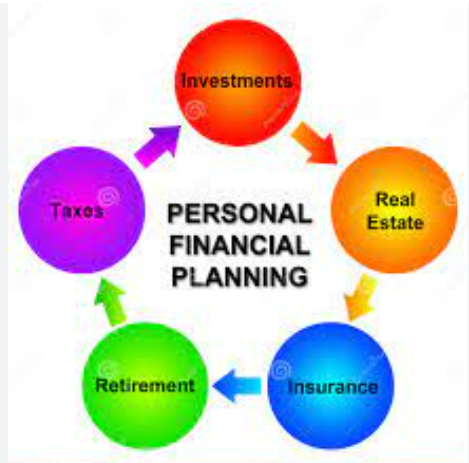 Investments
Real
Estate
Insurance
Retirement
Taxes
PERSONAL
FINANCIAL
PLANNING